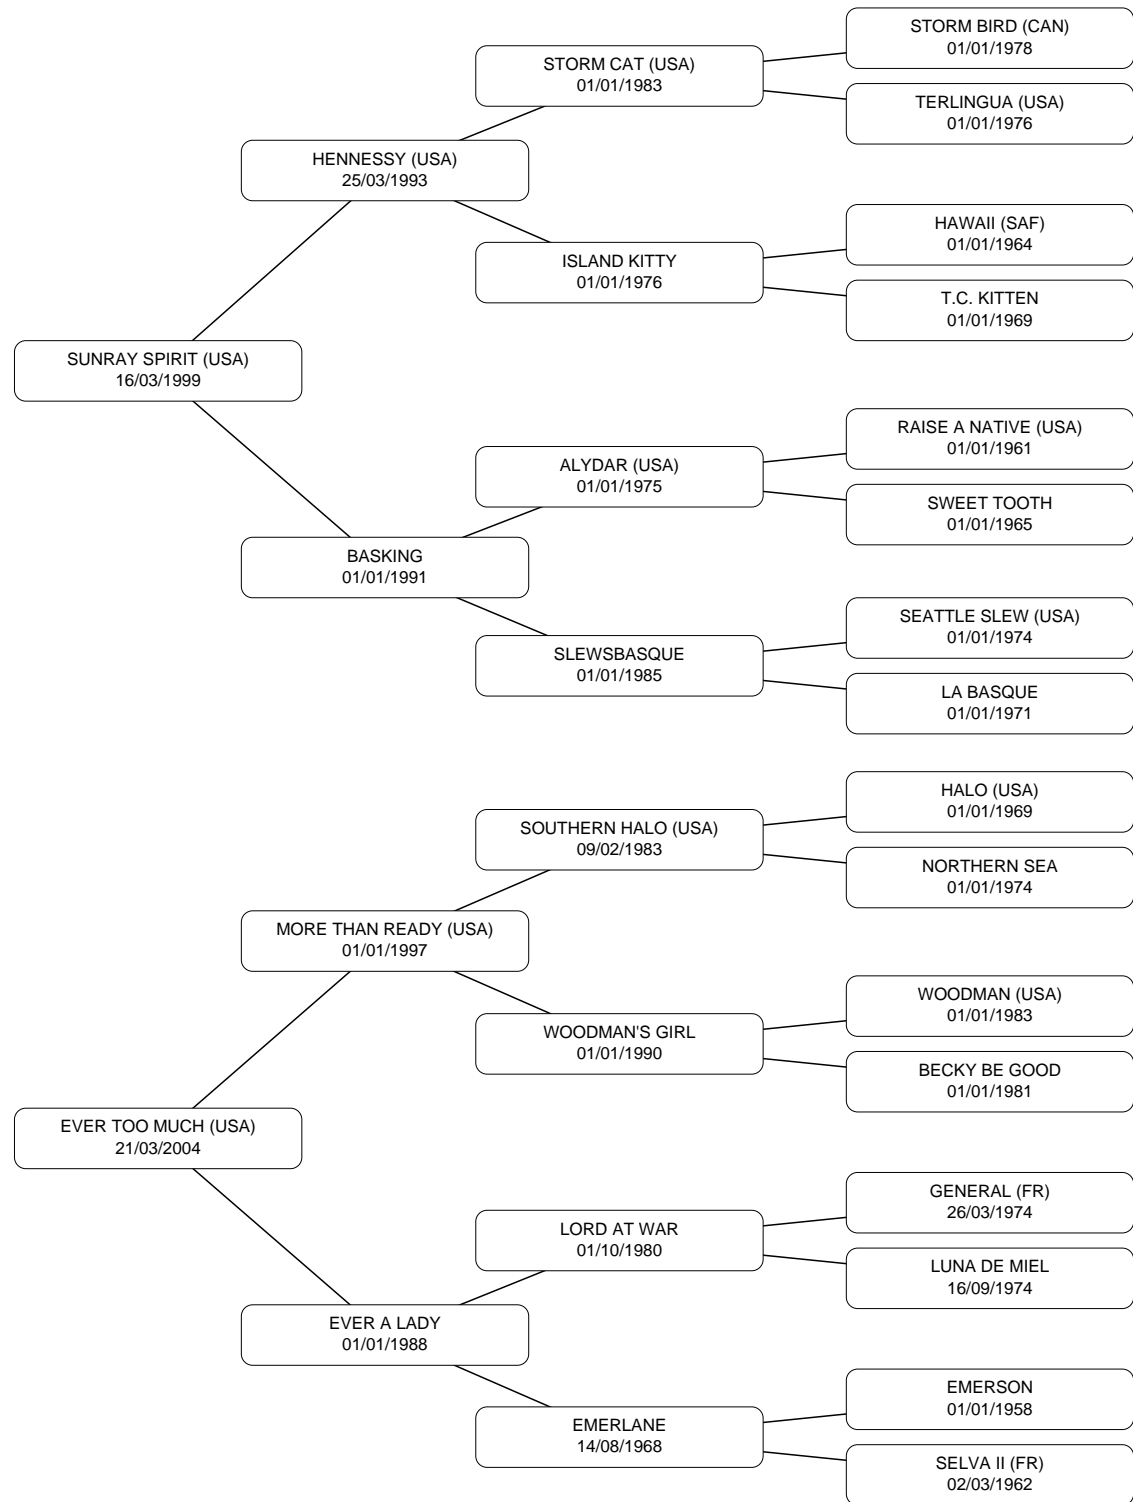 STORM BIRD (CAN)
01/01/1978
STORM CAT (USA)
01/01/1983
TERLINGUA (USA)
01/01/1976
HENNESSY (USA)
25/03/1993
HAWAII (SAF)
01/01/1964
ISLAND KITTY
01/01/1976
T.C. KITTEN
01/01/1969
SUNRAY SPIRIT (USA)
16/03/1999
RAISE A NATIVE (USA)
01/01/1961
ALYDAR (USA)
01/01/1975
SWEET TOOTH
01/01/1965
BASKING
01/01/1991
SEATTLE SLEW (USA)
01/01/1974
SLEWSBASQUE
01/01/1985
LA BASQUE
01/01/1971
HALO (USA)
01/01/1969
SOUTHERN HALO (USA)
09/02/1983
NORTHERN SEA
01/01/1974
MORE THAN READY (USA)
01/01/1997
WOODMAN (USA)
01/01/1983
WOODMAN'S GIRL
01/01/1990
BECKY BE GOOD
01/01/1981
EVER TOO MUCH (USA)
21/03/2004
GENERAL (FR)
26/03/1974
LORD AT WAR
01/10/1980
LUNA DE MIEL
16/09/1974
EVER A LADY
01/01/1988
EMERSON
01/01/1958
EMERLANE
14/08/1968
SELVA II (FR)
02/03/1962